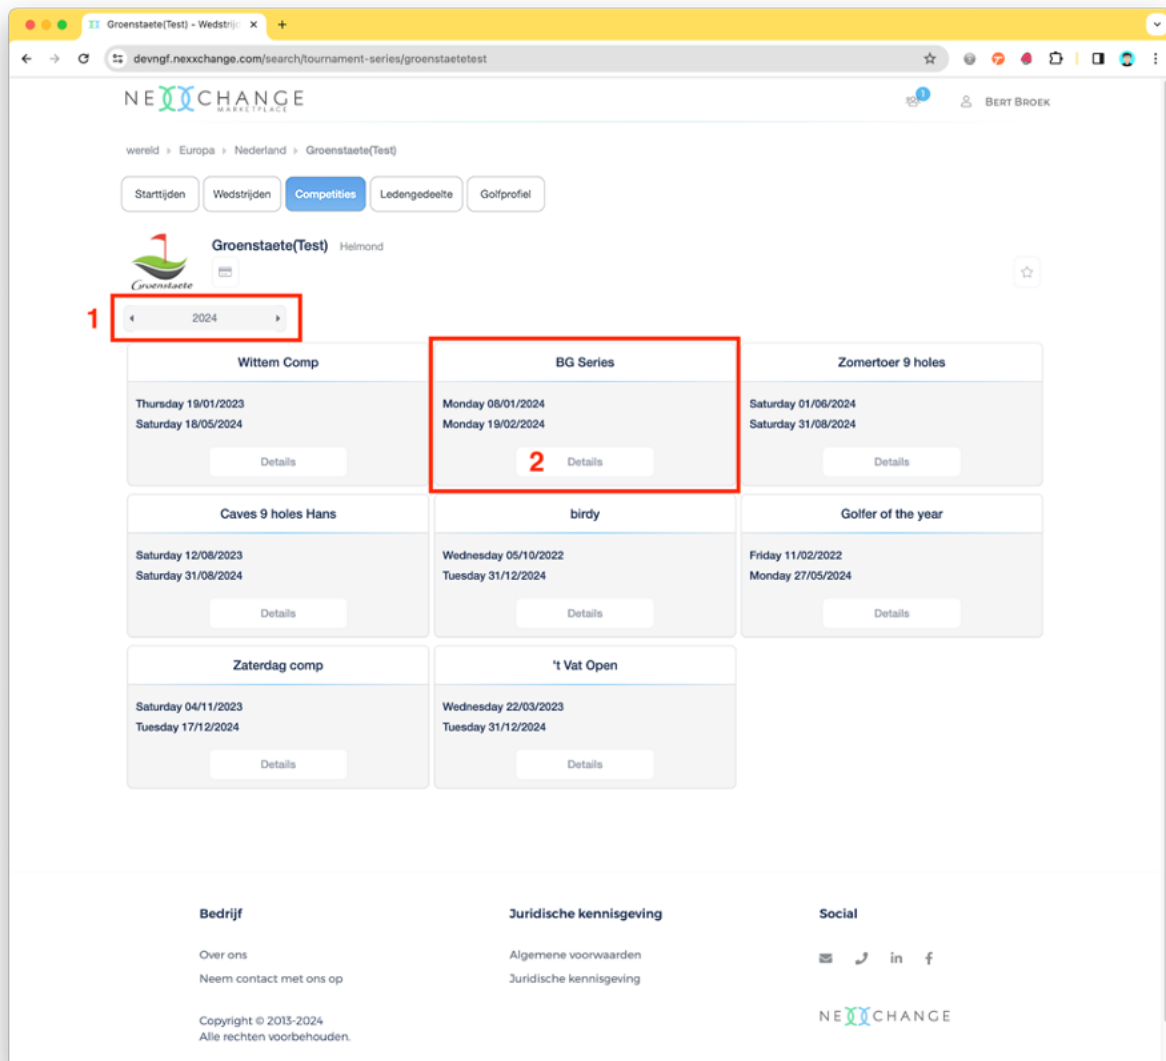 Groenstaete(Test) - Wedstrij
devngf.nexxchange.com/search/tournament-series/groenstaetetest
NEXXCHANGE
MARKETPLACE
1
BERT BROEK
wereld Europa Nederland Groenstaete(Test)
Starttijden Wedstrijden Competities Ledengedeelte Golfprofiel
Groenstaete(Test) Helmond
Groenstaete
1 2024
Wittem Comp
Thursday 19/01/2023
Saturday 18/05/2024
Details
BG Series
Monday 08/01/2024
Monday 19/02/2024
2 Details
Zomertoer 9 holes
Saturday 01/06/2024
Saturday 31/08/2024
Details
Caves 9 holes Hans
Saturday 12/08/2023
Saturday 31/08/2024
Details
birdy
Wednesday 05/10/2022
Tuesday 31/12/2024
Details
Golfer of the year
Friday 11/02/2022
Monday 27/05/2024
Details
Zaterdag comp
Saturday 04/11/2023
Tuesday 17/12/2024
Details
't Vat Open
Wednesday 22/03/2023
Tuesday 31/12/2024
Details
Bedrijf
Over ons
Neem contact met ons op
Copyright © 2013-2024
Alle rechten voorbehouden.
Juridische kennisgeving
Algemene voorwaarden
Juridische kennisgeving
Social
in f
NEXXCHANGE